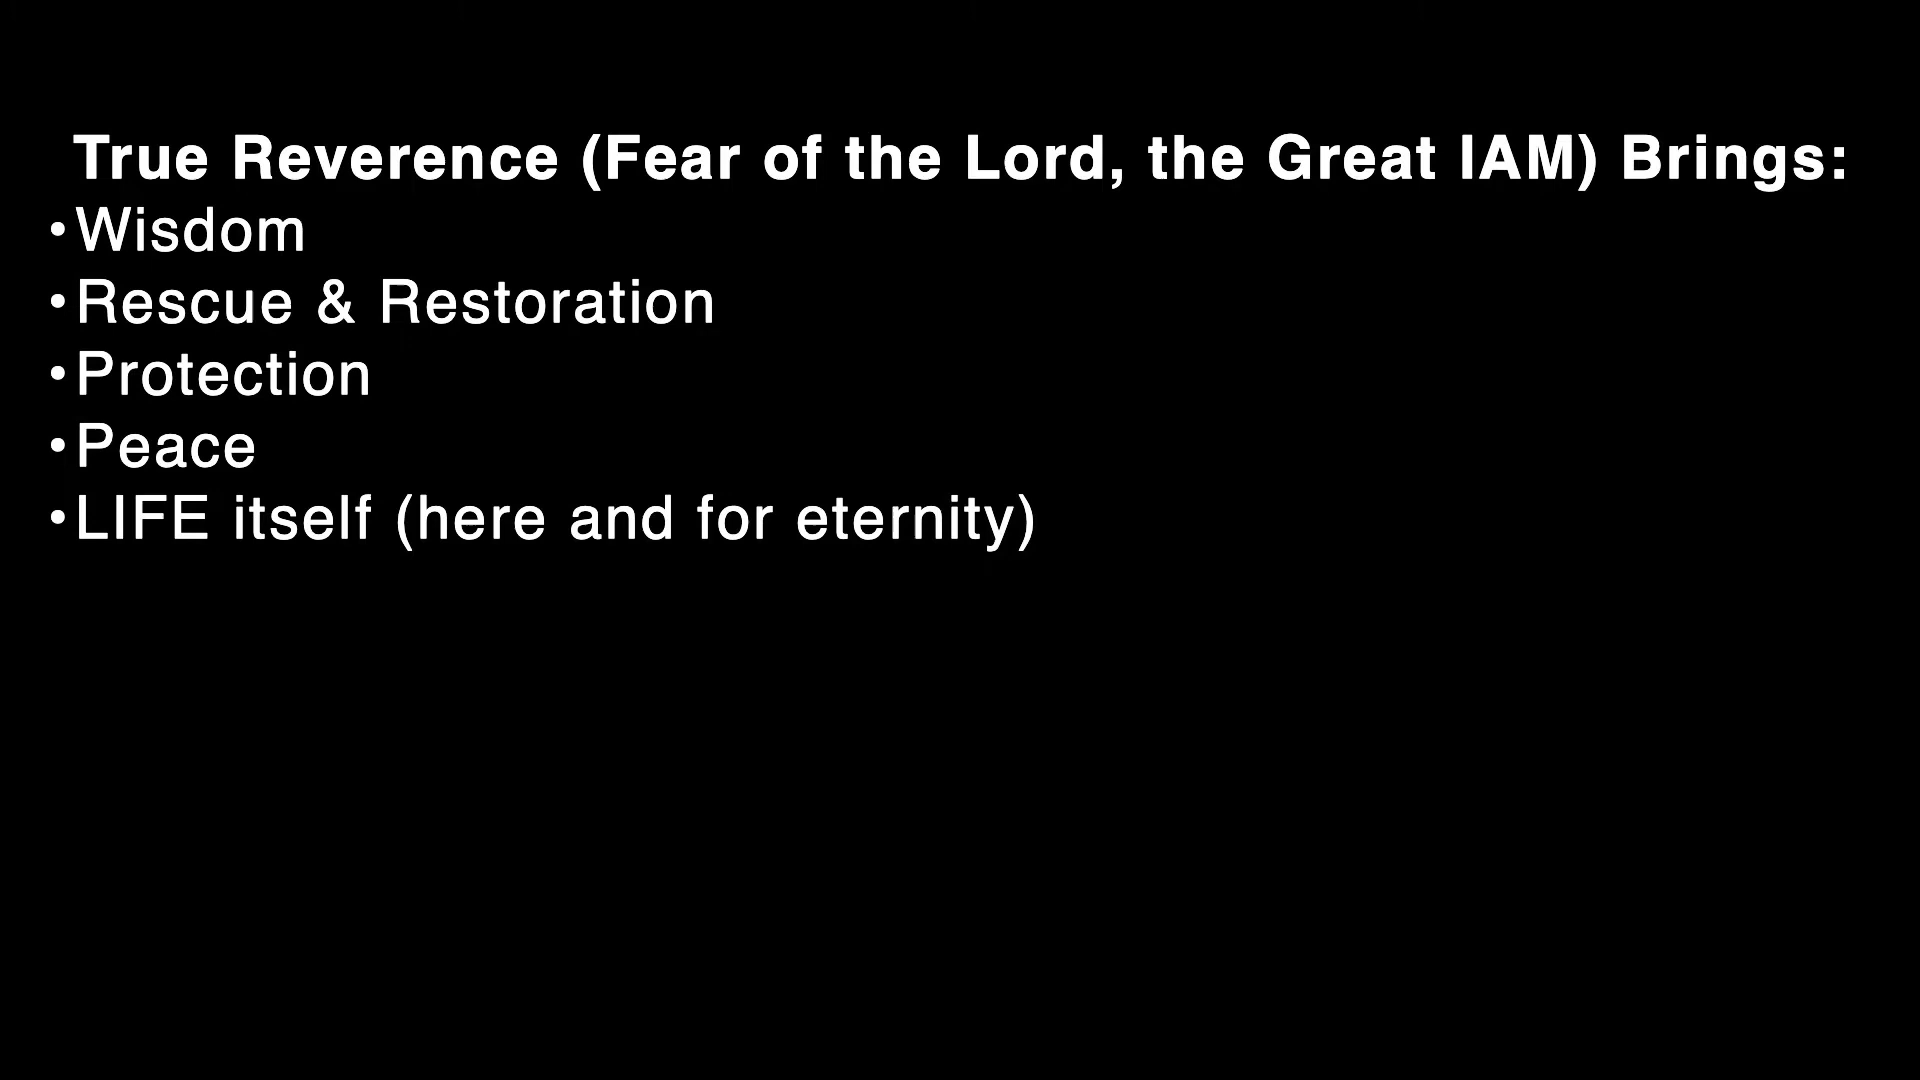 True Reverence (Fear of the Lord, the Great IAM) Brings:
•Wisdom
•Rescue & Restoration
•Protection
•Peace
•LIFE itself (here and for eternity)